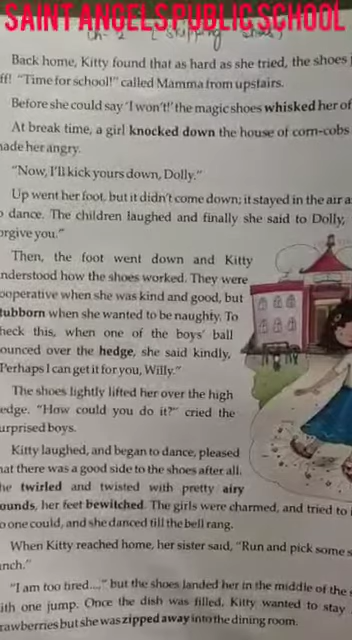 SAINT ANGELS PUBLIC SCHOOL
Ch-2 (Skipping Shoes)
Back home, Kitty found that as hard as she tried, the shoes
ff! "Time for school!" called Mamma from upstairs.
Before she could say 'I won't!' the magic shoes whisked her of
At break time, a girl knocked down the house of corn-cobs
ade her angry.
"Now, I'll kick yours down, Dolly."
Up went her foot, but it didn't come down; it stayed in the air a
o dance. The children laughed and finally she said to Dolly,
orgive you."
Then, the foot went down and Kitty
nderstood how the shoes worked. They were
ooperative when she was kind and good, but
tubborn when she wanted to be naughty. To
heck this, when one of the boys' ball
ounced over the hedge, she said kindly,
Perhaps I can get it for you, Willy."
The shoes lightly lifted her over the high
edge. "How could you do it?" cried the
urprised boys.
Kitty laughed, and began to dance, pleased
hat there was a good side to the shoes after all.
he twirled and twisted with pretty airy
ounds, her feet bewitched. The girls were charmed, and tried to
o one could, and she danced till the bell rang.
When Kitty reached home, her sister said, "Run and pick some s
unch."
"I am too tired...," but the shoes landed her in the middle of the
ith one jump. Once the dish was filled, Kitty wanted to stay
rawberries but she was zipped away into the dining room.